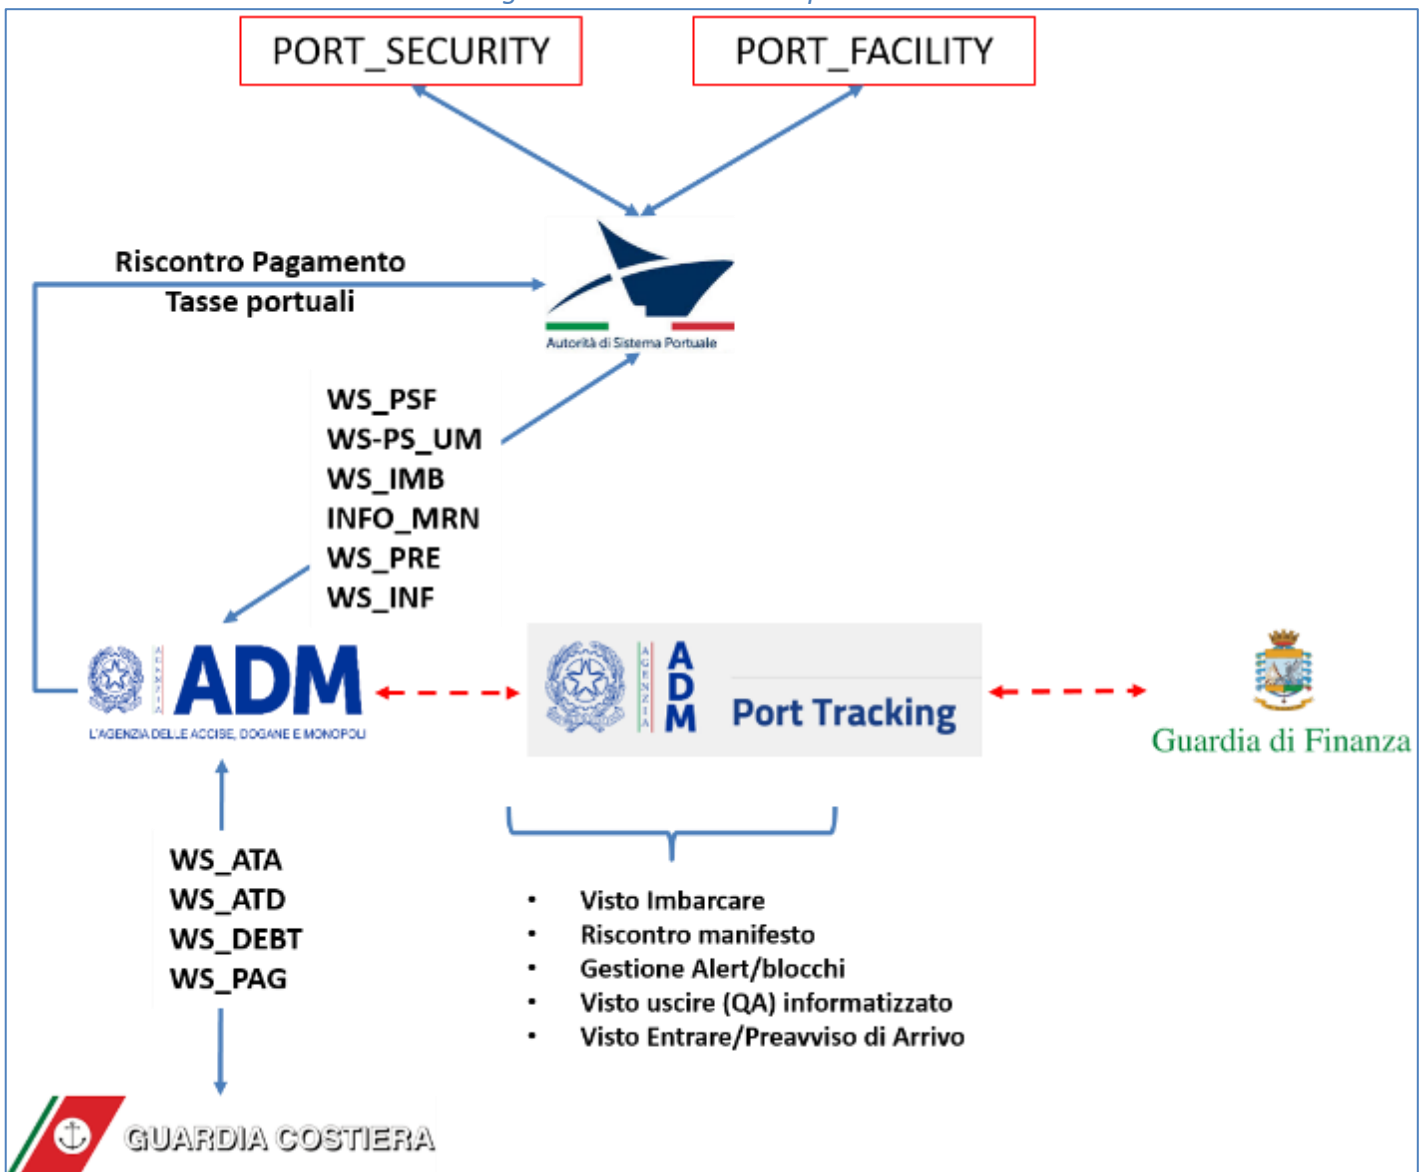 PORT_SECURITY
PORT_FACILITY
Riscontro Pagamento
Tasse portuali
Autorità di Sistema Portuale
WS_PSF
WS-PS_UM
WS_IMB
INFO_MRN
WS_PRE
WS_INF
AGENZIA
ADM
L'AGENZIA DELLE ACCISE, DOGANE E MONOPOLI
AGENZIA
ADM
Port Tracking
Guardia di Finanza
WS_ATA
WS_ATD
WS_DEBT
WS_PAG
• Visto Imbarcare
• Riscontro manifesto
• Gestione Alert/blocchi
• Visto uscire (QA) informatizzato
• Visto Entrare/Preavviso di Arrivo
GUARDIA COSTIERA